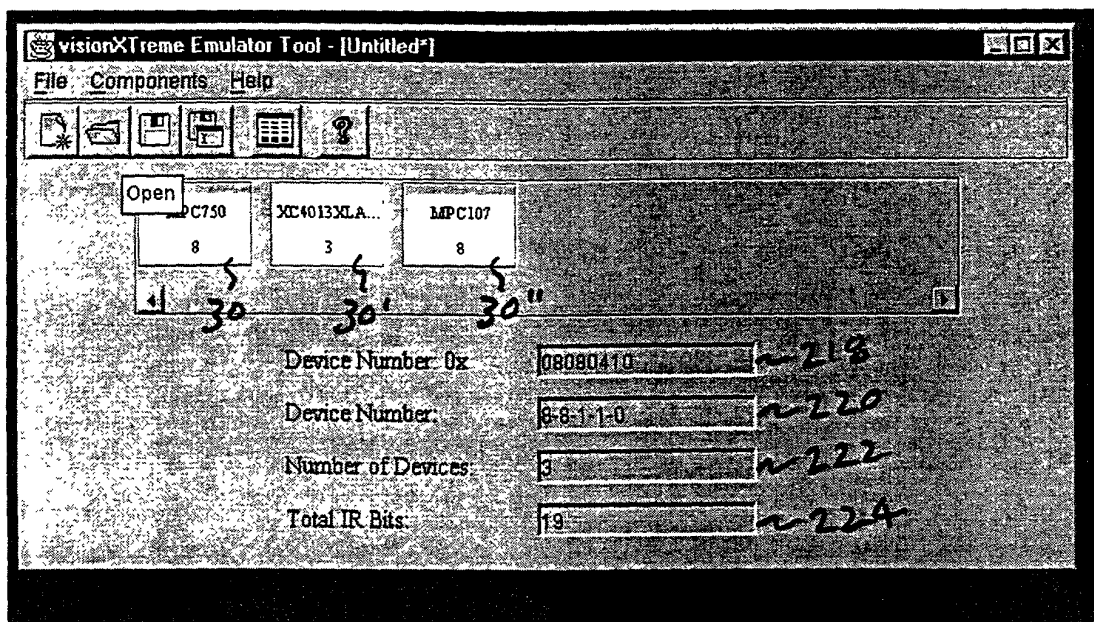 visionXTreme Emulator Tool - [Untitled*]
File Components Help
Open
MPC750 XC4013XLA... MPC107
8 3 8
30 30' 30"
Device Number: 0x 08080410 ~218
Device Number: 8-8-1-1-0 ~220
Number of Devices: 3 ~222
Total IR Bits: 19 ~224